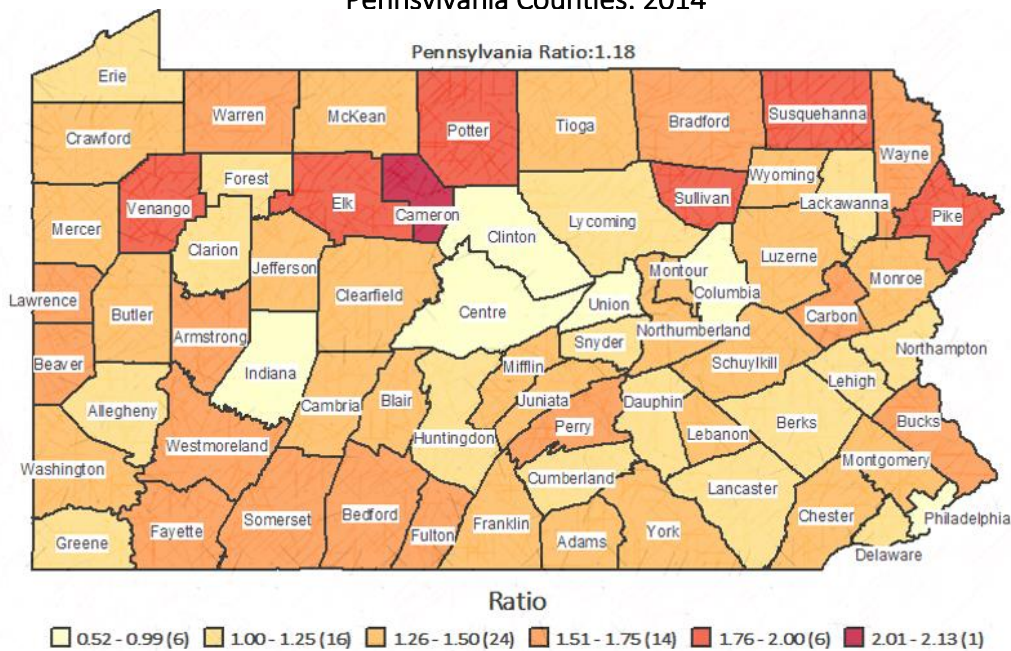 Pennsylvania Counties: 2014
Pennsylvania Ratio:1.18
Erie
Warren
McKean
Potter
Tioga
Bradford
Susquehanna
Crawford
Wayne
Forest
Wyoming
Venango
Elk
Cameron
Sullivan
Lackawanna
Pike
Mercer
Clarion
Clinton
Lycoming
Jefferson
Luzerne
Montour
Monroe
Lawrence
Butler
Clearfield
Centre
Union
Columbia
Carbon
Armstrong
Northumberland
Snyder
Northampton
Beaver
Indiana
Mifflin
Schuylkill
Lehigh
Allegheny
Cambria
Blair
Juniata
Dauphin
Perry
Lebanon
Berks
Bucks
Westmoreland
Huntingdon
Washington
Cumberland
Montgomery
Lancaster
Greene
Fayette
Somerset
Bedford
Fulton
Franklin
Adams
York
Chester
Philadelphia
Delaware
Ratio
0.52 - 0.99 (6)
1.00 - 1.25 (16)
1.26 - 1.50 (24)
1.51 - 1.75 (14)
1.76 - 2.00 (6)
2.01 - 2.13 (1)